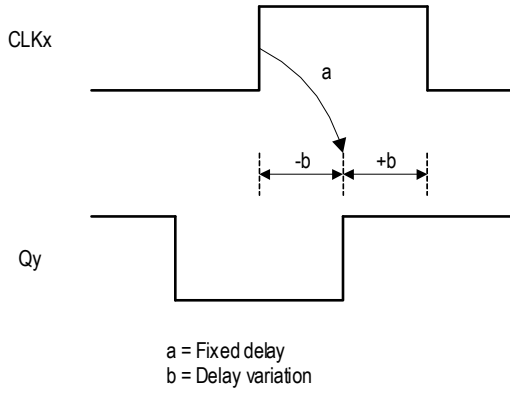 CLKx
a
-b
+b
Qy
a = Fixed delay
b = Delay variation